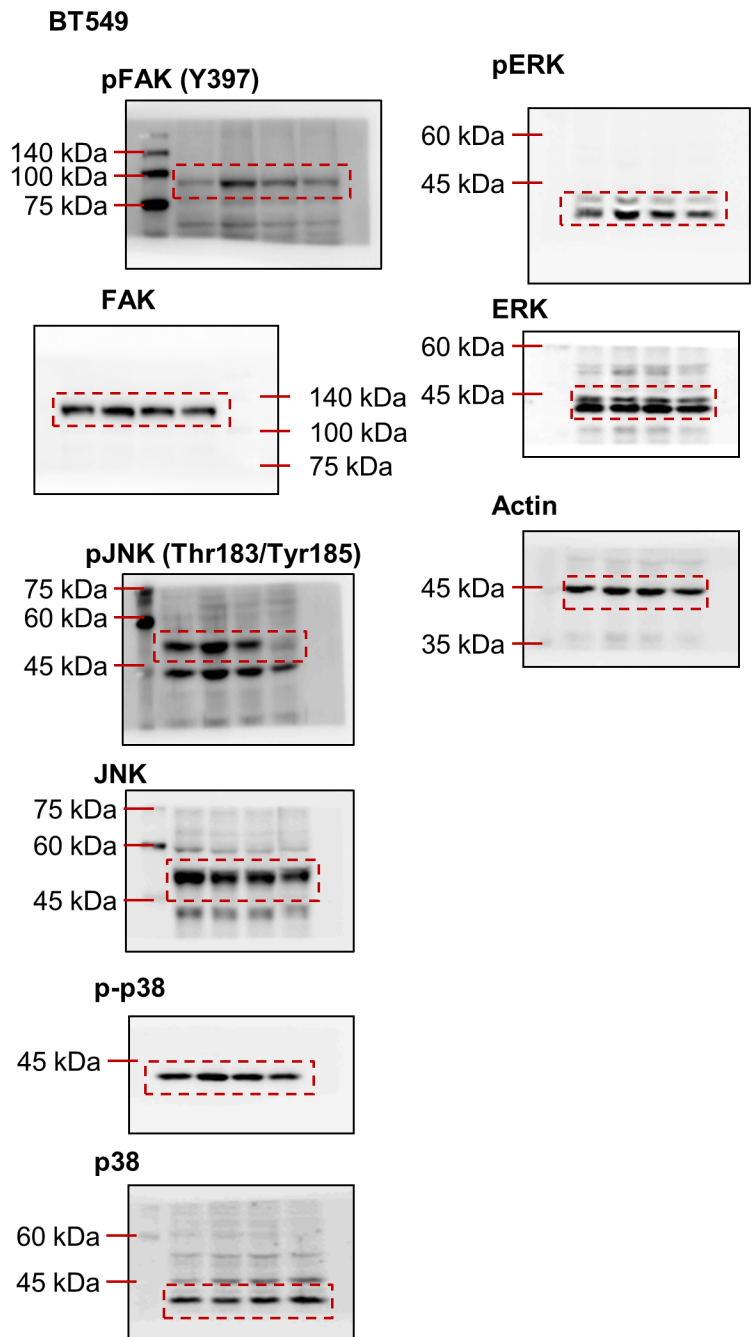 BT549
pFAK (Y397)
140 kDa
100 kDa
75 kDa
FAK
140 kDa
100 kDa
75 kDa
pJNK (Thr183/Tyr185)
75 kDa
60 kDa
45 kDa
JNK
75 kDa
60 kDa
45 kDa
p-p38
45 kDa
p38
60 kDa
45 kDa
pERK
60 kDa
45 kDa
ERK
60 kDa
45 kDa
Actin
45 kDa
35 kDa